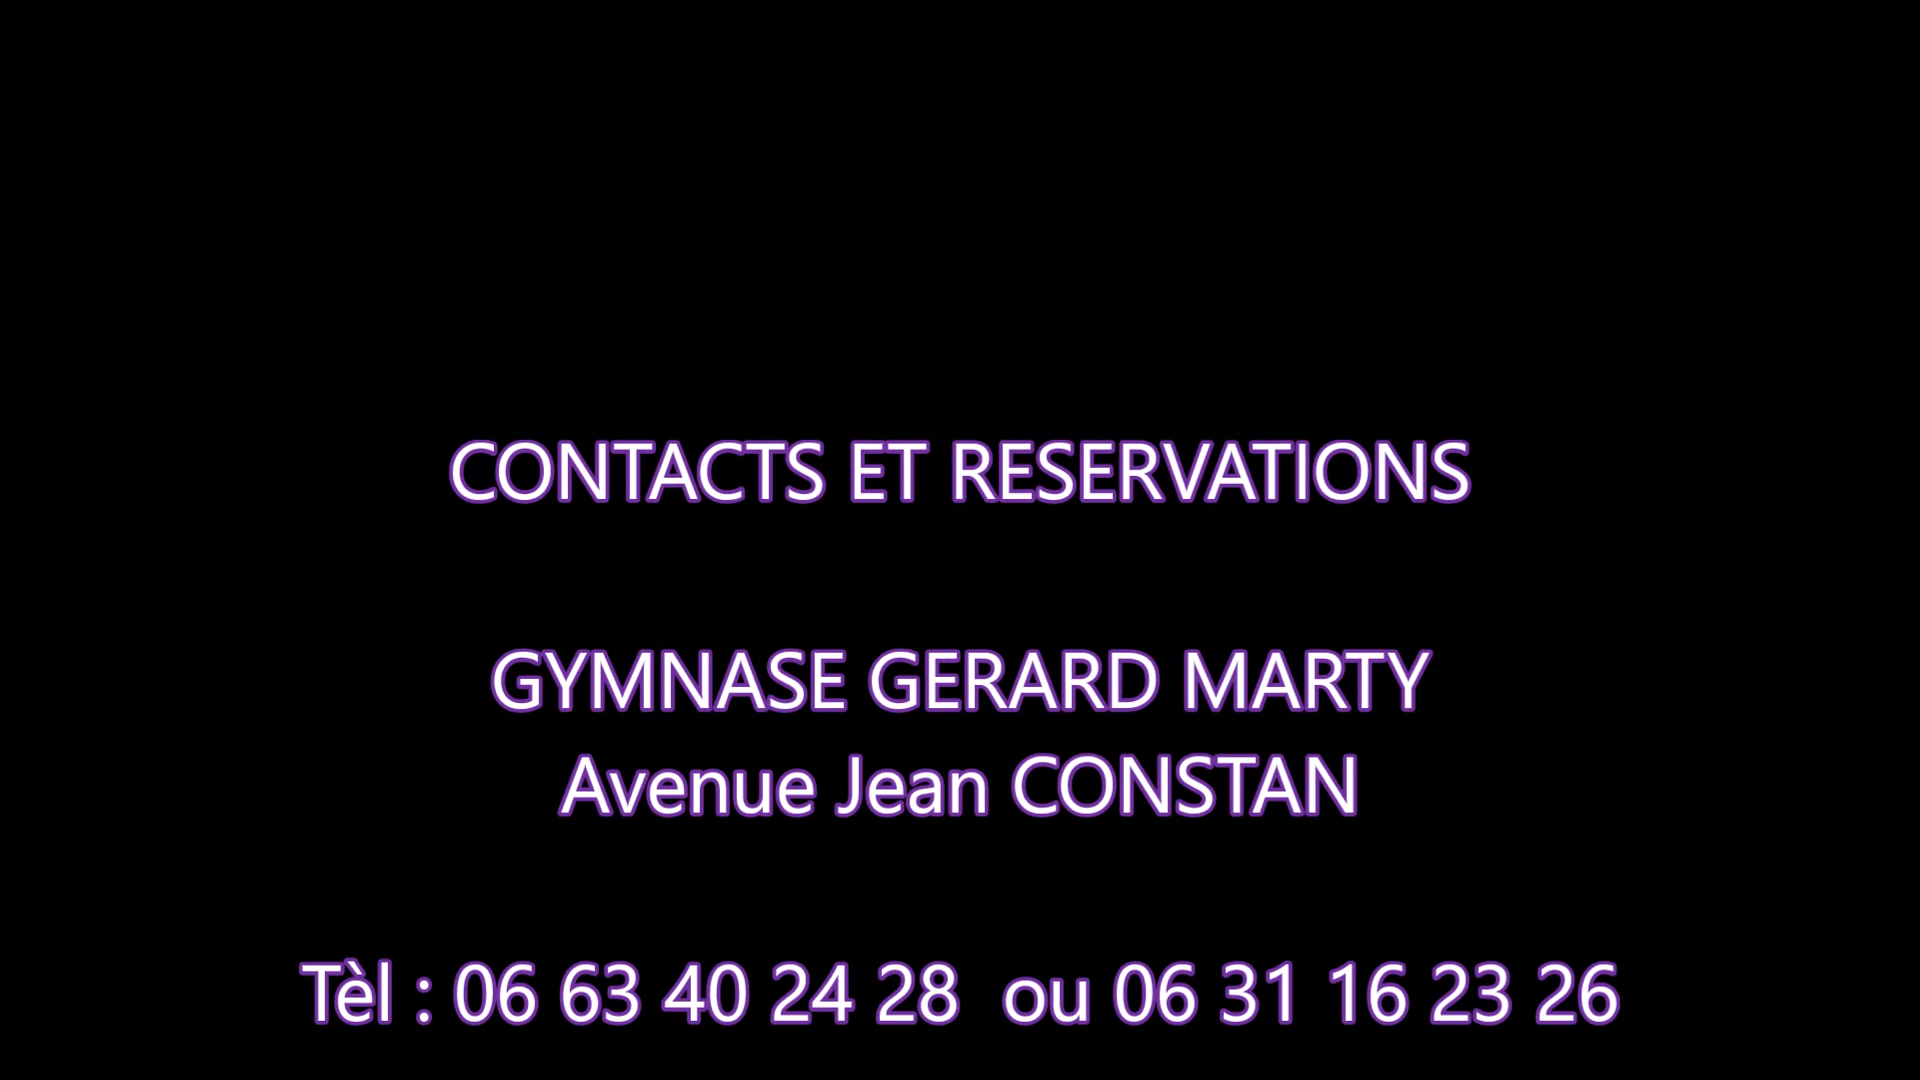 CONTACTS ET RESERVATIONS
GYMNASE GERARD MARTY
Avenue Jean CONSTAN
Tèl : 06 63 40 24 28  ou 06 31 16 23 26